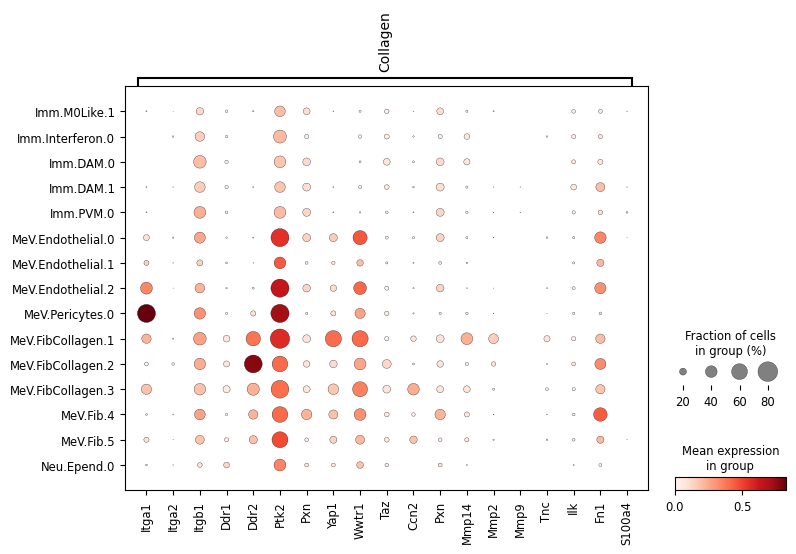 Collagen
Imm.M0Like.1
Imm.Interferon.0
Imm.DAM.0
Imm.DAM.1
Imm.PVM.0
MeV.Endothelial.0
MeV.Endothelial.1
MeV.Endothelial.2
MeV.Pericytes.0
MeV.FibCollagen.1
MeV.FibCollagen.2
MeV.FibCollagen.3
MeV.Fib.4
MeV.Fib.5
Neu.Epend.0
Itga1
Itga2
Itgb1
Ddr1
Ddr2
Ptk2
Pxn
Yap1
Wwtr1
Taz
Ccn2
Pxn
Mmp14
Mmp2
Mmp9
Tnc
Ilk
Fn1
S100a4
Fraction of cells
in group (%)
20 40 60 80
Mean expression
in group
0.0 0.5